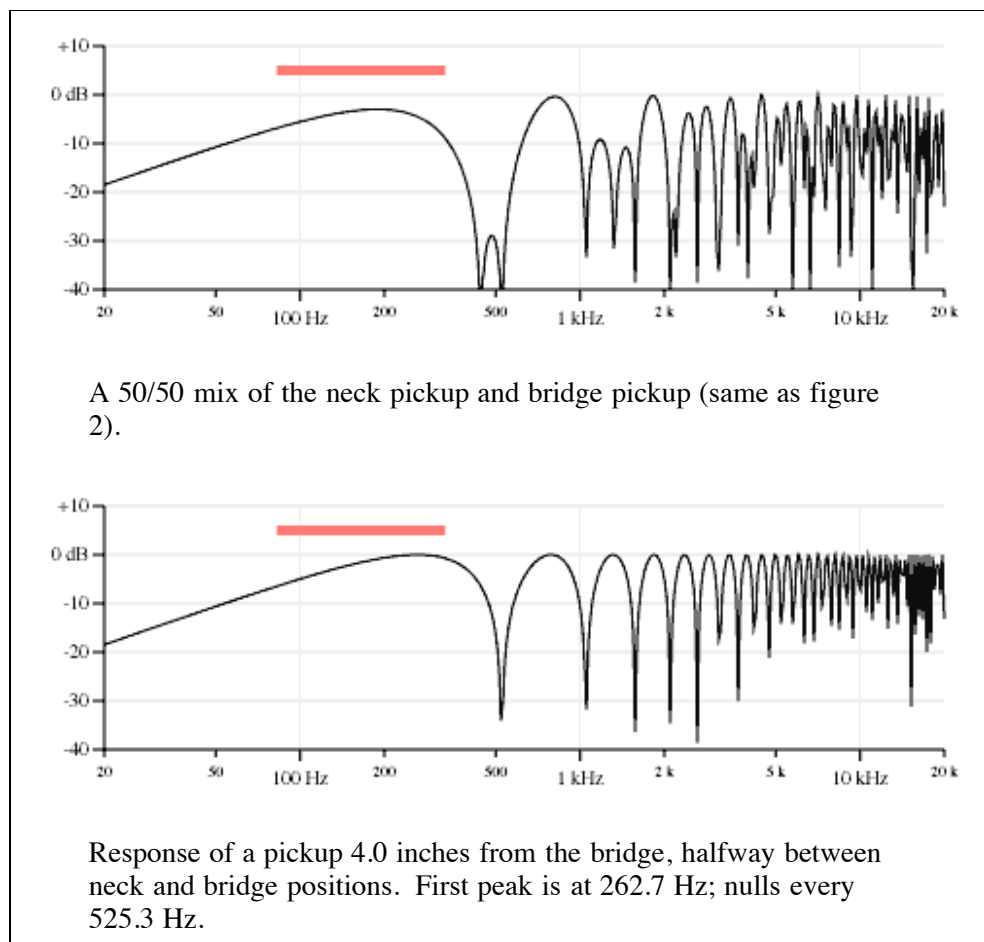 +10
0 dB
-10
-20
-30
-40
20 50 100 Hz 200 500 1 kHz 2 k 5 k 10 kHz 20 k
A 50/50 mix of the neck pickup and bridge pickup (same as figure
2).
+10
0 dB
-10
-20
-30
-40
20 50 100 Hz 200 500 1 kHz 2 k 5 k 10 kHz 20 k
Response of a pickup 4.0 inches from the bridge, halfway between
neck and bridge positions.  First peak is at 262.7 Hz; nulls every
525.3 Hz.